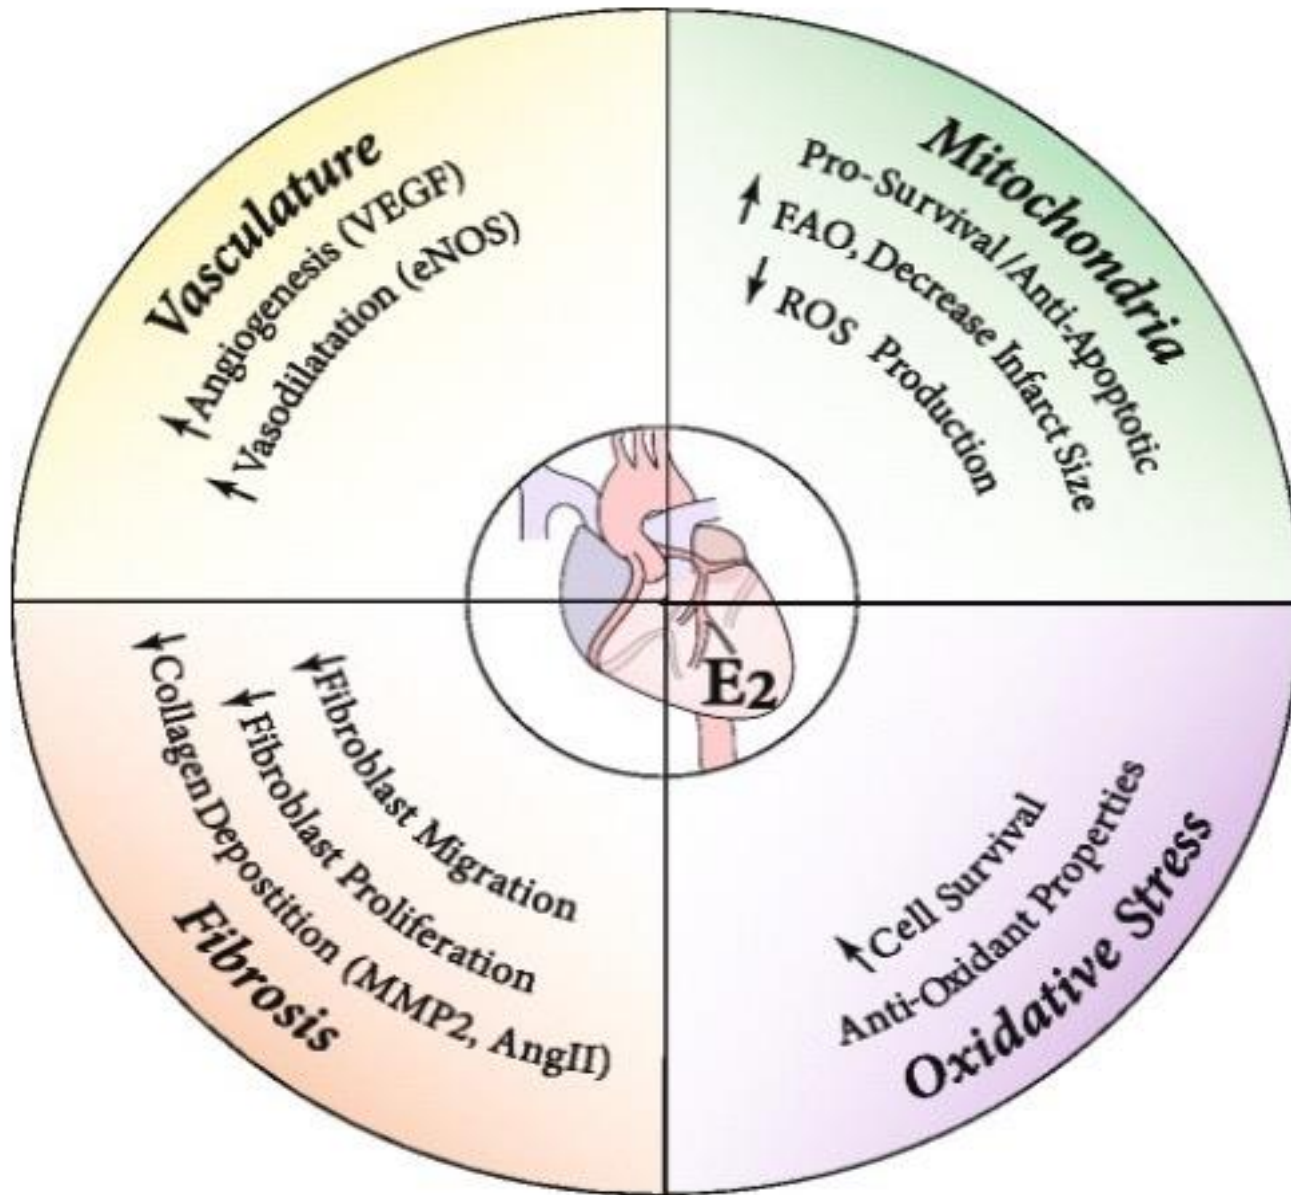 Vasculature
↑Angiogenesis (VEGF)
↑Vasodilatation (eNOS)
Mitochondria
Pro-Survival/Anti-Apoptotic
↑ FAO, Decrease Infarct Size
↓ ROS Production
E2
↓Fibroblast Migration
↓Fibroblast Proliferation
↓Collagen Depostition (MMP2, AngII)
Fibrosis
↑Cell Survival
Anti-Oxidant Properties
Oxidative Stress